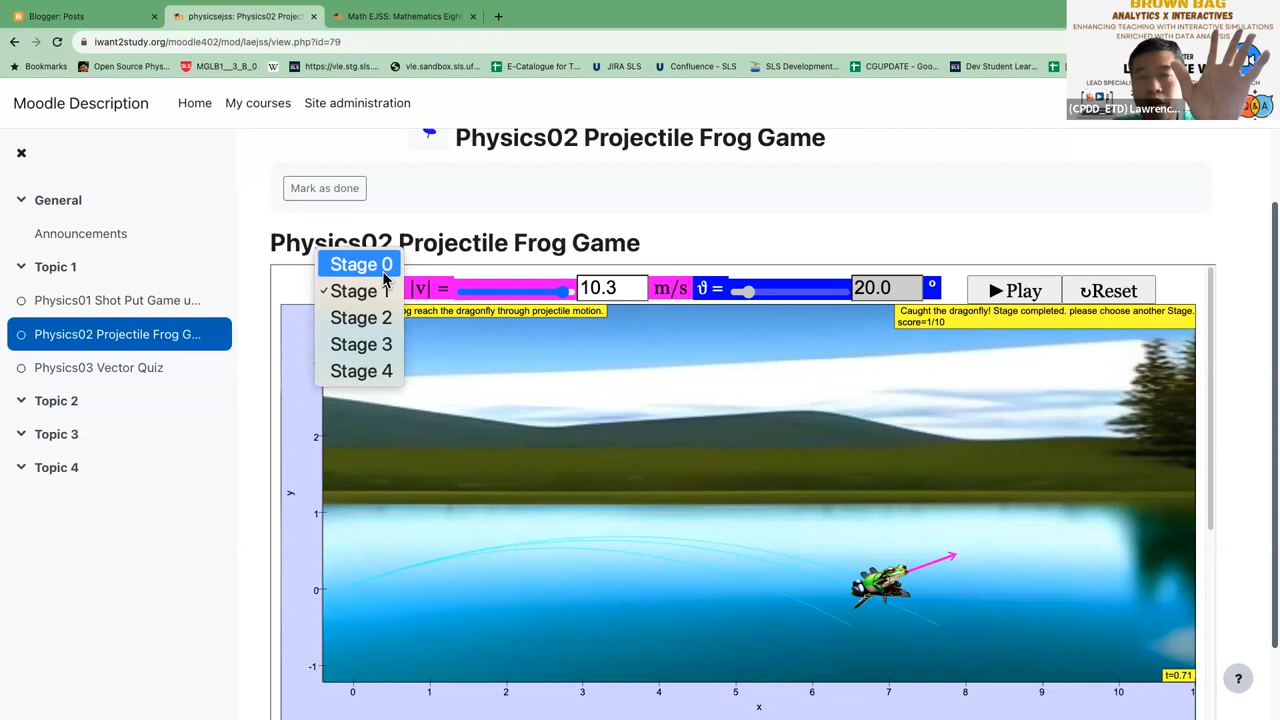 Blogger: Posts
physicsejss: Physics02 Project
Math EJSS: Mathematics Eight
iwant2study.org/moodle402/mod/laejss/view.php?id=79
Bookmarks
Open Source Phys...
MGLB1__3_B_0
https://vle.stg.sls....
vle.sandbox.sls.uf...
E-Catalogue for T...
JIRA SLS
Confluence - SLS
SLS Development...
CGUPDATE - Goo...
Dev Student Lear...
BROWN BAG
ANALYTICS X INTERACTIVES
ENHANCING TEACHING WITH INTERACTIVE SIMULATIONS
ENRICHED WITH DATA ANALYSIS
(CPDD_ETD) Lawrenc...
Q&A
Moodle Description
Home
My courses
Site administration
General
Announcements
Topic 1
Physics01 Shot Put Game u...
Physics02 Projectile Frog G...
Physics03 Vector Quiz
Topic 2
Topic 3
Topic 4
Physics02 Projectile Frog Game
Mark as done
Physics02 Projectile Frog Game
Stage 0
Stage 1
Stage 2
Stage 3
Stage 4
|v| =
10.3
m/s
ϑ =
20.0
°
▶Play
↻Reset
reach the dragonfly through projectile motion.
Caught the dragonfly! Stage completed. please choose another Stage.
score=1/10
y
2
1
0
-1
0 1 2 3 4 5 6 7 8 9 10
x
t=0.71
?